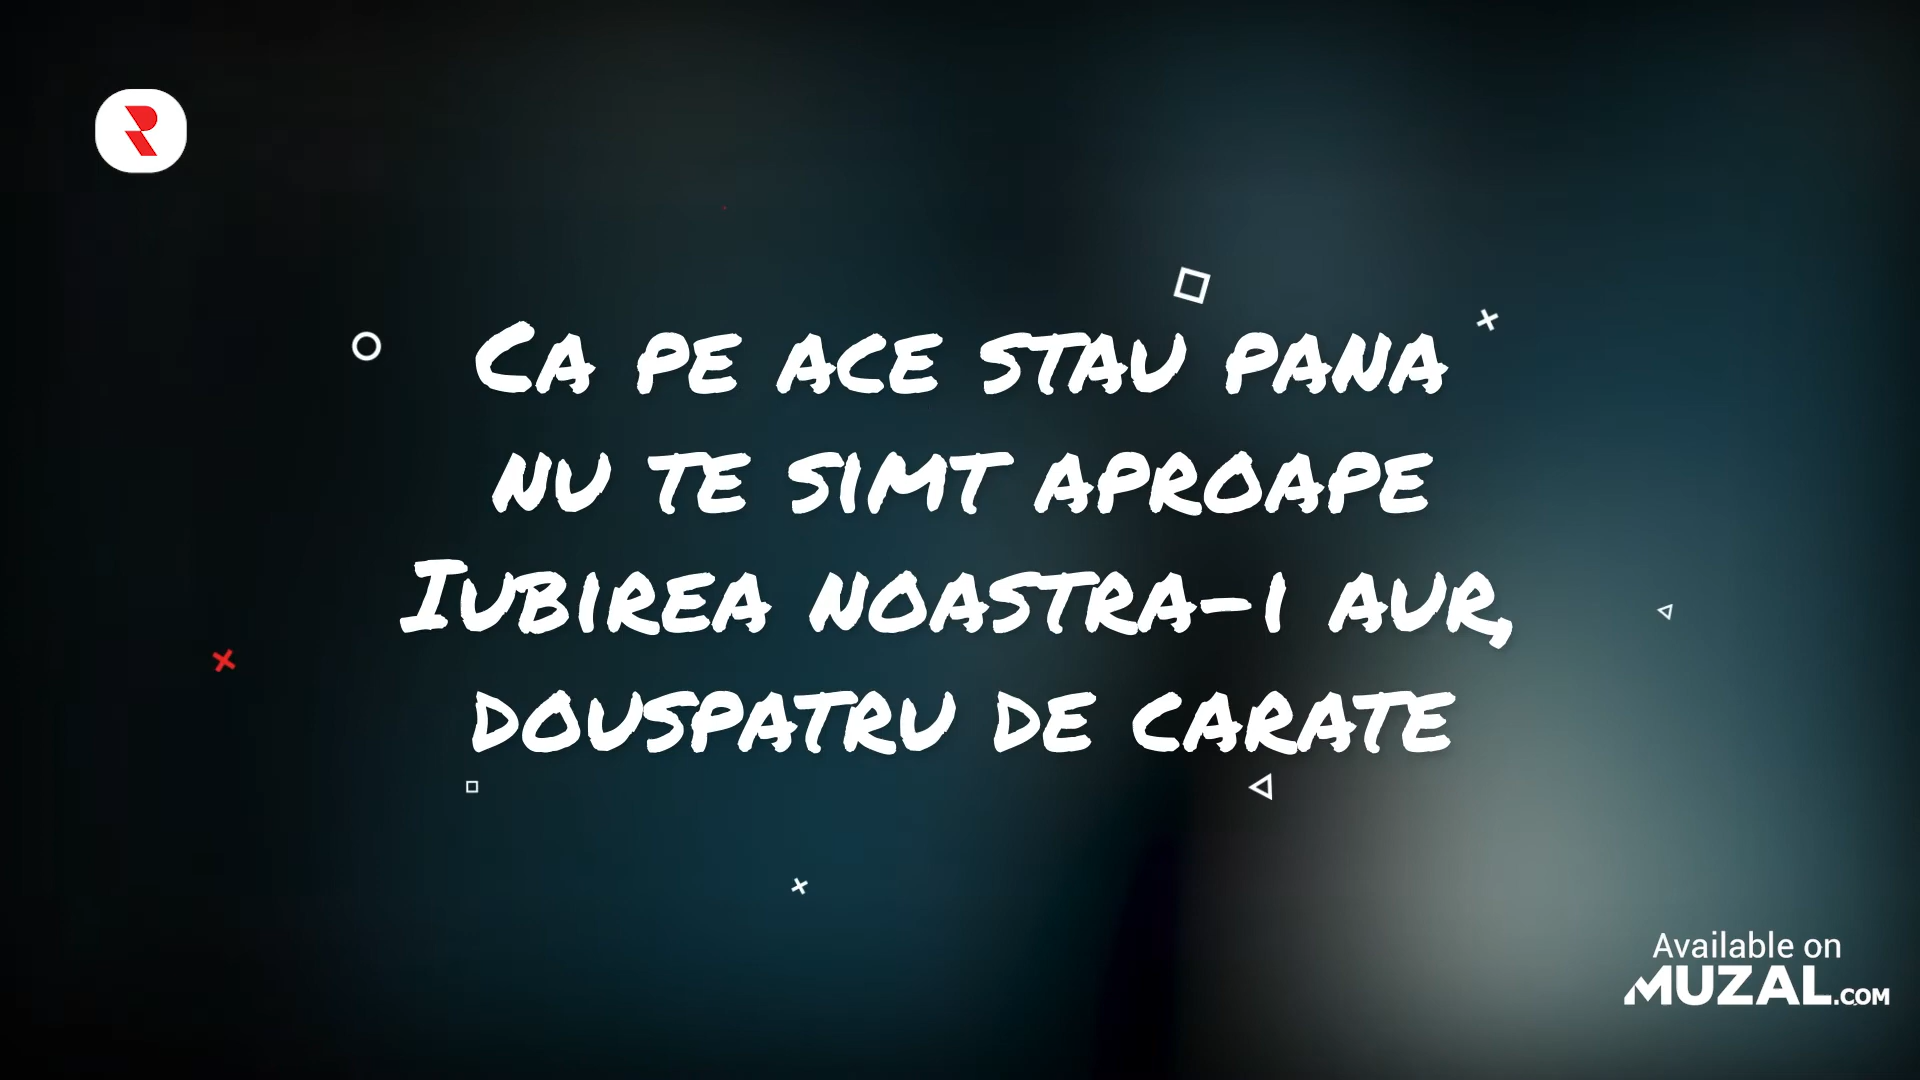 Ca pe ace stau pana
nu te simt aproape
Iubirea noastra-i aur,
douspatru de carate
Available on
MUZAL.COM